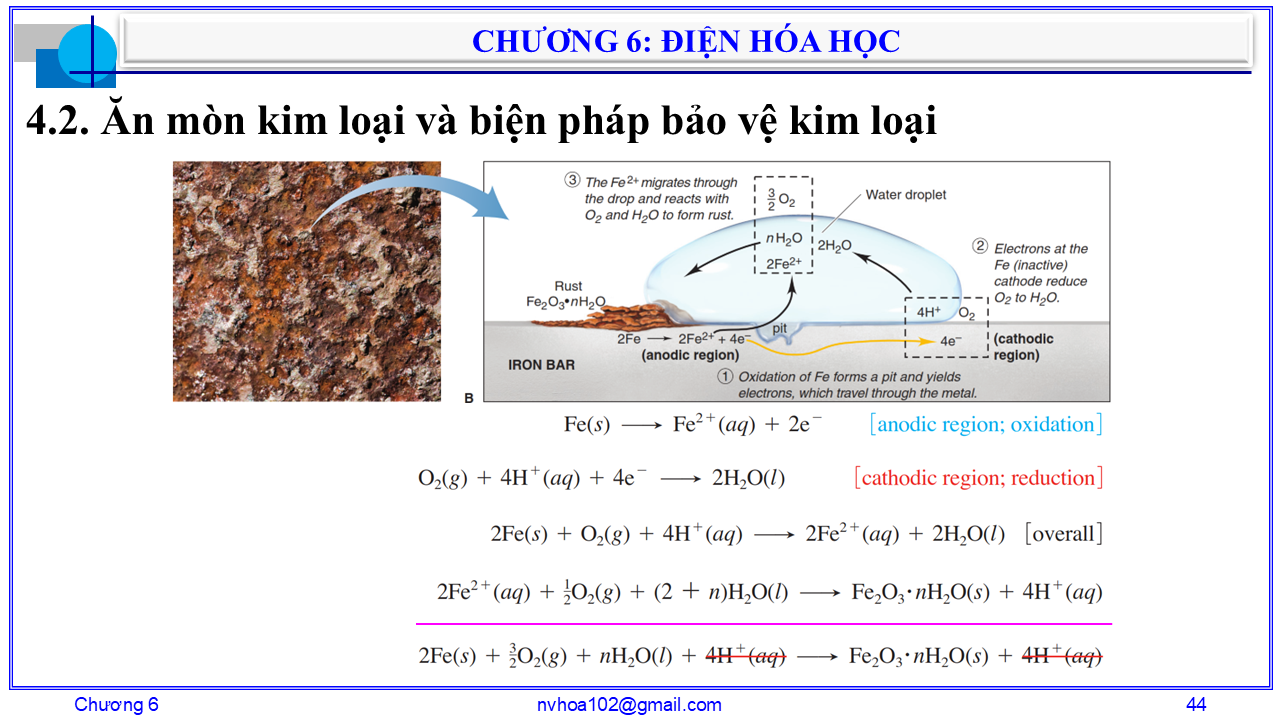 CHƯƠNG 6: ĐIỆN HÓA HỌC
4.2. Ăn mòn kim loại và biện pháp bảo vệ kim loại
③ The Fe²⁺ migrates through
the drop and reacts with
O₂ and H₂O to form rust.
3/2 O₂
Water droplet
nH₂O
2H₂O
2Fe²⁺
② Electrons at the
Fe (inactive)
cathode reduce
O₂ to H₂O.
Rust
Fe₂O₃•nH₂O
4H⁺ O₂
pit
2Fe ⟶ 2Fe²⁺ + 4e⁻
(anodic region)
4e⁻
(cathodic
region)
IRON BAR
① Oxidation of Fe forms a pit and yields
electrons, which travel through the metal.
B
Fe(s) ⟶ Fe²⁺(aq) + 2e⁻ [anodic region; oxidation]
O₂(g) + 4H⁺(aq) + 4e⁻ ⟶ 2H₂O(l) [cathodic region; reduction]
2Fe(s) + O₂(g) + 4H⁺(aq) ⟶ 2Fe²⁺(aq) + 2H₂O(l) [overall]
2Fe²⁺(aq) + ½O₂(g) + (2 + n)H₂O(l) ⟶ Fe₂O₃·nH₂O(s) + 4H⁺(aq)
2Fe(s) + 3/2 O₂(g) + nH₂O(l) + 4H⁺(aq) ⟶ Fe₂O₃·nH₂O(s) + 4H⁺(aq)
Chương 6
nvhoa102@gmail.com
44